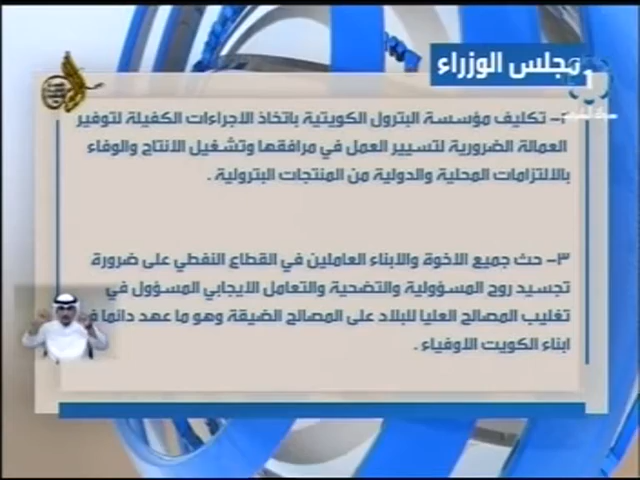 مجلس الوزراء
1
٢- تكليف مؤسسة البترول الكويتية باتخاذ الاجراءات الكفيلة لتوفير
العمالة الضرورية لتسيير العمل في مرافقها وتشغيل الانتاج والوفاء
بالالتزامات المحلية والدولية من المنتجات البترولية .
٣- حث جميع الاخوة والابناء العاملين في القطاع النفطي على ضرورة
تجسيد روح المسؤولية والتضحية والتعامل الايجابي المسؤول في
تغليب المصالح العليا للبلاد على المصالح الضيقة وهو ما عهد دائما
ابناء الكويت الاوفياء .